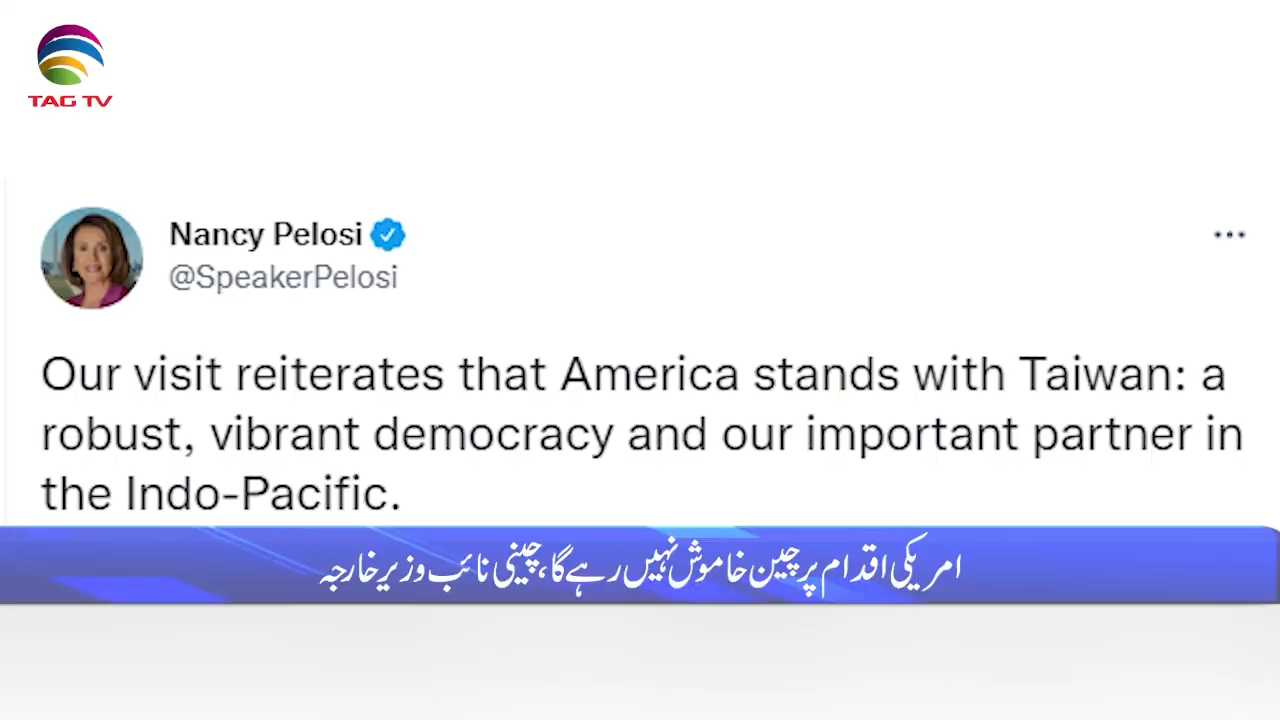 TAG TV
Nancy Pelosi
@SpeakerPelosi
Our visit reiterates that America stands with Taiwan: a
robust, vibrant democracy and our important partner in
the Indo-Pacific.
امریکی اقدام پر چین خاموش نہیں رہے گا، چینی نائب وزیر خارجہ